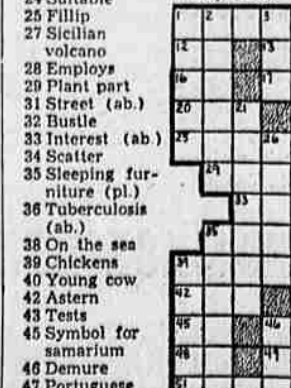 24 Suitable
25 Fillip
27 Sicilian
volcano
28 Employs
29 Plant part
31 Street (ab.)
32 Bustle
33 Interest (ab.)
34 Scatter
35 Sleeping fur-
niture (pl.)
36 Tuberculosis
(ab.)
38 On the sea
39 Chickens
40 Young cow
42 Astern
43 Tests
45 Symbol for
samarium
46 Demure
47 Portuguese
1 2 3
12 13
16 17
20 21
25 26
29
33
35
39
42
45 46
48 49
51